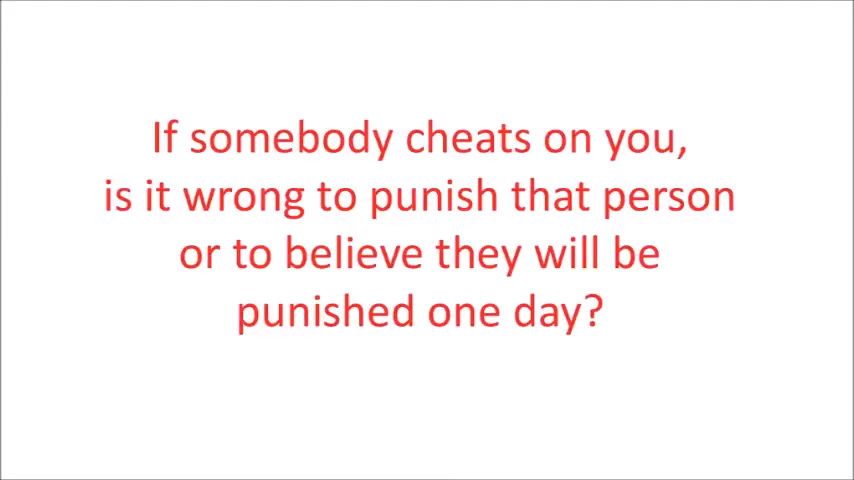 If somebody cheats on you,
is it wrong to punish that person
or to believe they will be
punished one day?